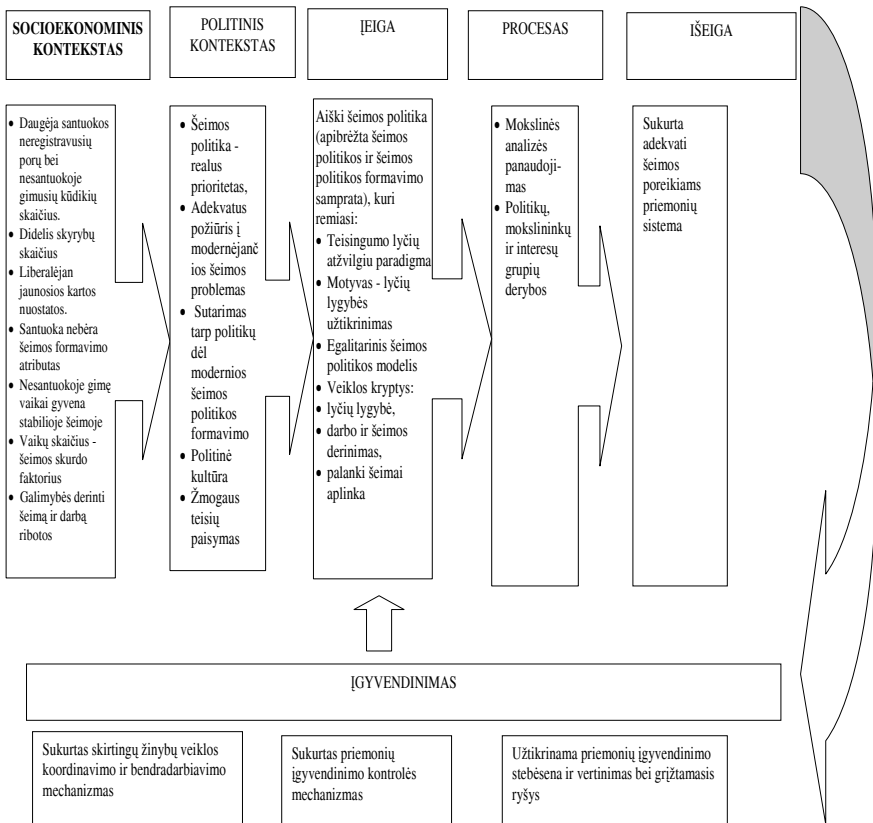 SOCIOEKONOMINIS
KONTEKSTAS
POLITINIS
KONTEKSTAS
ĮEIGA
PROCESAS
IŠEIGA
• Daugėja santuokos
neregistravusių
porų bei
nesantuokoje
gimusių kūdikių
skaičius.
• Didelis skyrybų
skaičius
• Liberalėjan
jaunosios kartos
nuostatos.
• Santuoka nebėra
šeimos formavimo
atributas
• Nesantuokoje gimę
vaikai gyvena
stabilioje šeimoje
• Vaikų skaičius -
šeimos skurdo
faktorius
• Galimybės derinti
šeimą ir darbą
ribotos
• Šeimos
politika -
realus
prioritetas,
• Adekvatus
požiūris į
modernėjanč
ios šeimos
problemas
• Sutarimas
tarp politikų
dėl
modernios
šeimos
politikos
formavimo
• Politinė
kultūra
• Žmogaus
teisių
paisymas
Aiški šeimos politika
(apibrėžta šeimos
politikos ir šeimos
politikos formavimo
samprata), kuri
remiasi:
• Teisingumo lyčių
atžvilgiu paradigma
• Motyvas - lyčių
lygybės
užtikrinimas
• Egalitarinis šeimos
politikos modelis
• Veiklos kryptys:
• lyčių lygybė,
• darbo ir šeimos
derinimas,
• palanki šeimai
aplinka
• Mokslinės
analizės
panaudoji-
mas
• Politikų,
mokslininkų
ir interesų
grupių
derybos
Sukurta
adekvati
šeimos
poreikiams
priemonių
sistema
ĮGYVENDINIMAS
Sukurtas skirtingų žinybų veiklos
koordinavimo ir bendradarbiavimo
mechanizmas
Sukurtas priemonių
įgyvendinimo kontrolės
mechanizmas
Užtikrinama priemonių įgyvendinimo
stebėsena ir vertinimas bei grįžtamasis
ryšys